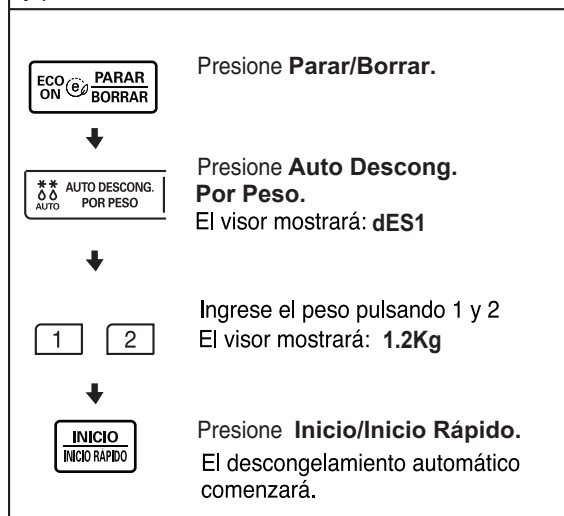 ECO ON e PARAR BORRAR
Presione Parar/Borrar.
AUTO
AUTO DESCONG.
POR PESO
Presione Auto Descong.
Por Peso.
El visor mostrará: dES1
1 2
Ingrese el peso pulsando 1 y 2
El visor mostrará: 1.2Kg
INICIO
INICIO RÁPIDO
Presione Inicio/Inicio Rápido.
El descongelamiento automático
comenzará.